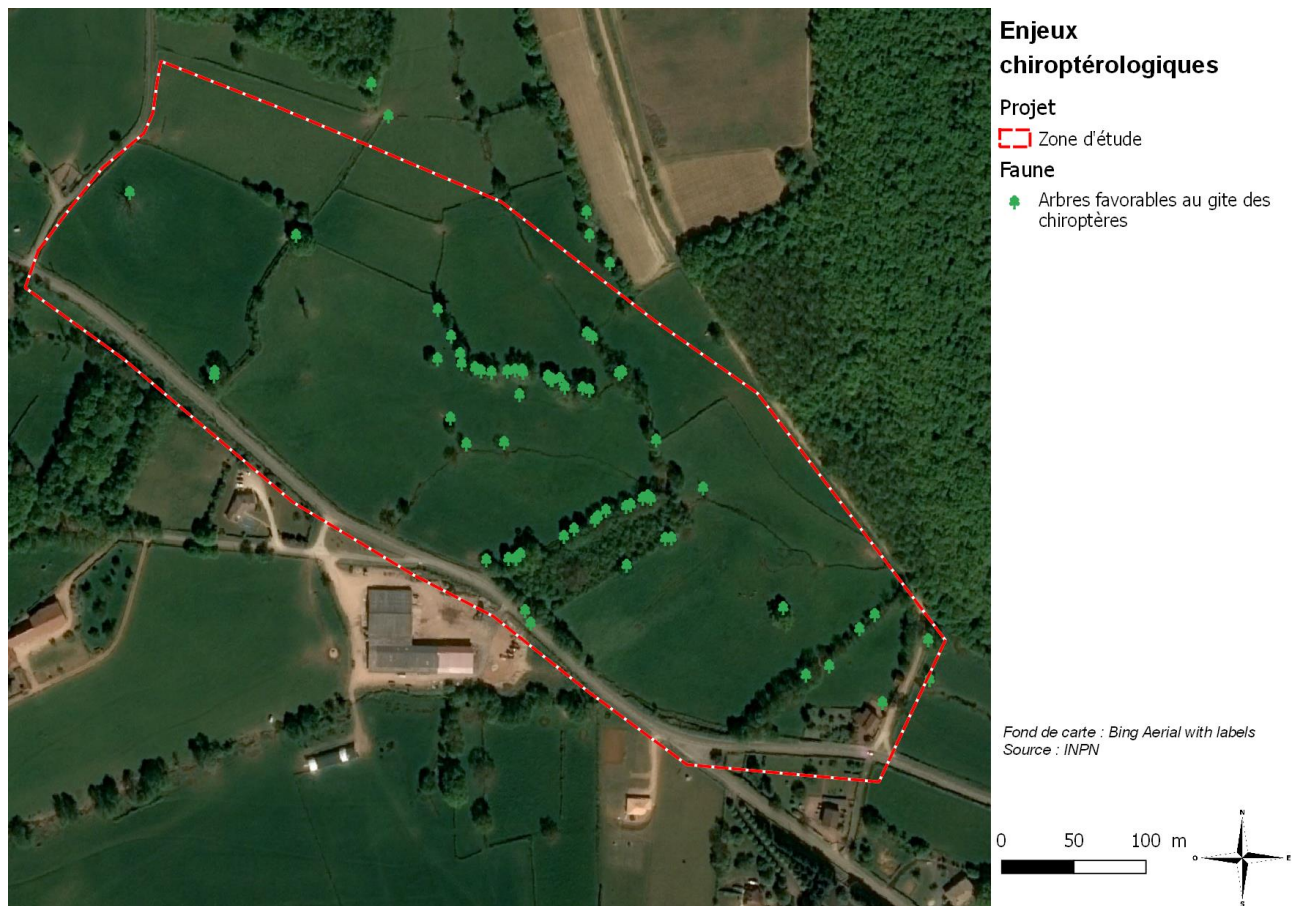 Enjeux
chiroptérologiques
Projet
Zone d'étude
Faune
Arbres favorables au gite des
chiroptères
Fond de carte : Bing Aerial with labels
Source : INPN
0 50 100 m
N
O E
S